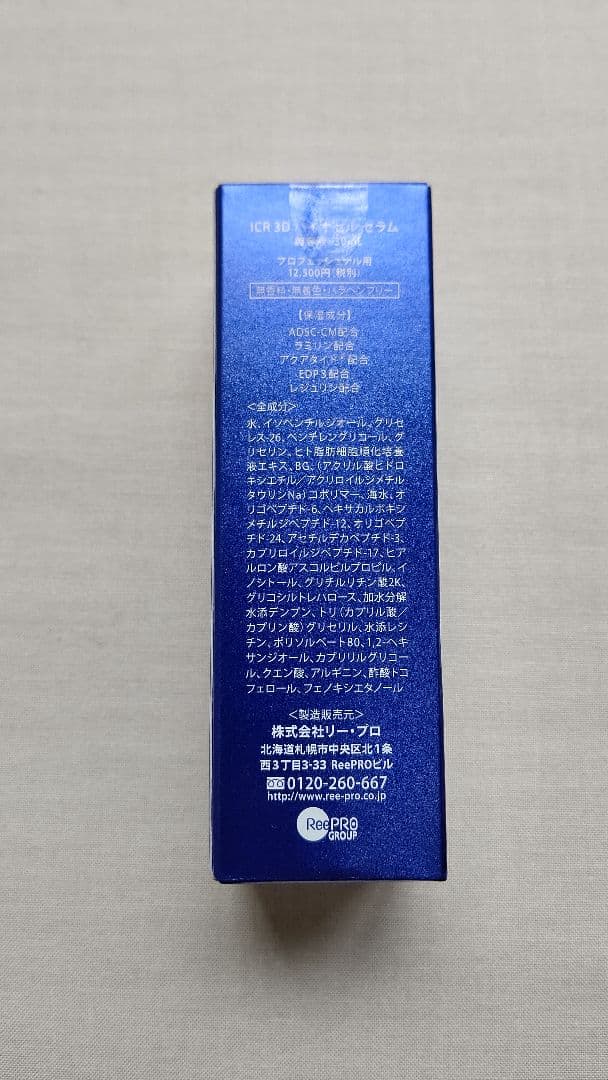 ICR 3D バイオセルセラム
美容液 30mL
プロフェッショナル用
12,500円(税別)
無香料・無着色・パラベンフリー
【保湿成分】
ADSC-CM配合
ラミリン配合
アクアタイド®配合
EDP3配合
レジュリン配合
<全成分>
水、イソペンチルジオール、グリセ
レス-26、ペンチレングリコール、グ
リセリン、ヒト脂肪細胞順化培養
液エキス、BG、(アクリル酸ヒドロ
キシエチル/アクリロイルジメチル
タウリンNa)コポリマー、海水、オ
リゴペプチド-6、ヘキサカルボキシ
メチルジペプチド-12、オリゴペプ
チド-24、アセチルデカペプチド-3、
カプリロイルジペプチド-17、ヒア
ルロン酸アスコルビルプロピル、イ
ノシトール、グリチルリチン酸2K、
グリコシルトレハロース、加水分解
水添デンプン、トリ(カプリル酸/
カプリン酸)グリセリル、水添レシ
チン、ポリソルベート80、1,2-ヘキ
サンジオール、カプリリルグリコー
ル、クエン酸、アルギニン、酢酸トコ
フェロール、フェノキシエタノール
<製造販売元>
株式会社リー・プロ
北海道札幌市中央区北1条
西3丁目3-33 ReePROビル
0120-260-667
http://www.ree-pro.co.jp
ReePRO
GROUP